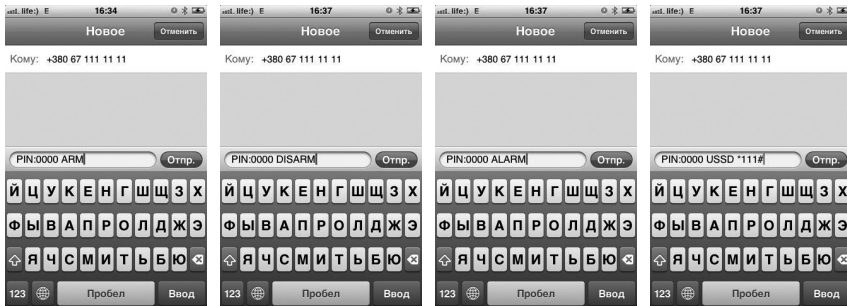 life:) E 16:34
Новое Отменить
Кому: +380 67 111 11 11
PIN:0000 ARM Отпр.
Й Ц У К Е Н Г Ш Щ З Х
Ф Ы В А П Р О Л Д Ж Э
Я Ч С М И Т Ь Б Ю
123 Пробел Ввод
life:) E 16:37
Новое Отменить
Кому: +380 67 111 11 11
PIN:0000 DISARM Отпр.
Й Ц У К Е Н Г Ш Щ З Х
Ф Ы В А П Р О Л Д Ж Э
Я Ч С М И Т Ь Б Ю
123 Пробел Ввод
life:) E 16:37
Новое Отменить
Кому: +380 67 111 11 11
PIN:0000 ALARM Отпр.
Й Ц У К Е Н Г Ш Щ З Х
Ф Ы В А П Р О Л Д Ж Э
Я Ч С М И Т Ь Б Ю
123 Пробел Ввод
life:) E 16:37
Новое Отменить
Кому: +380 67 111 11 11
PIN:0000 USSD *111# Отпр.
Й Ц У К Е Н Г Ш Щ З Х
Ф Ы В А П Р О Л Д Ж Э
Я Ч С М И Т Ь Б Ю
123 Пробел Ввод